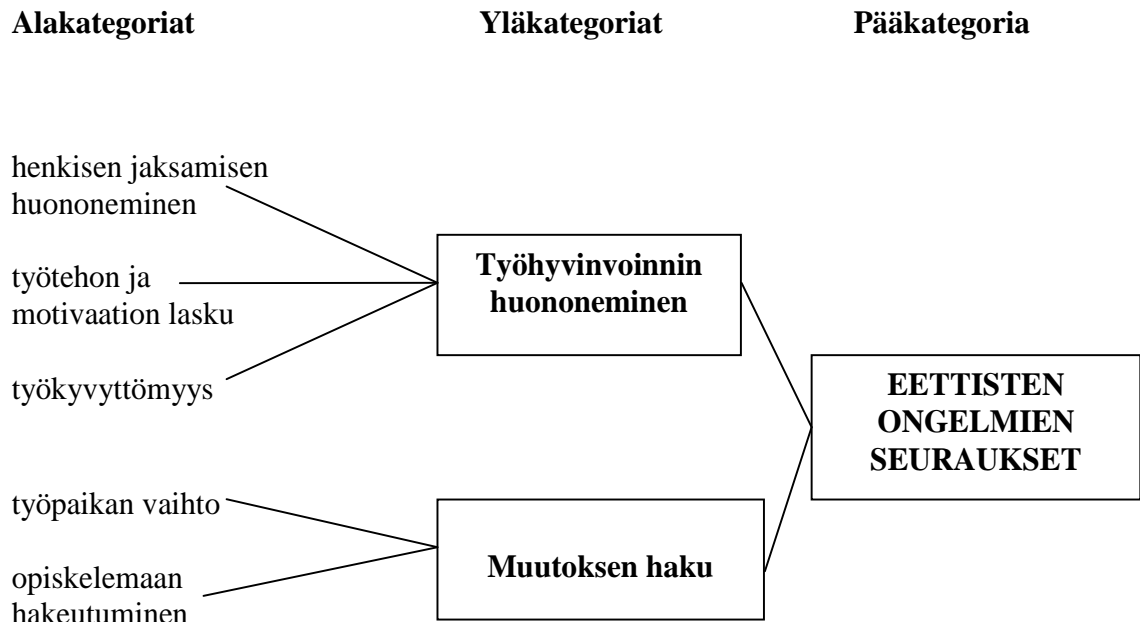 Alakategoriat Yläkategoriat Pääkategoria
henkisen jaksamisen
huononeminen
työtehon ja
motivaation lasku
työkyvyttömyys
Työhyvinvoinnin
huononeminen
EETTISTEN
ONGELMIEN
SEURAUKSET
työpaikan vaihto
opiskelemaan
hakeutuminen
Muutoksen haku